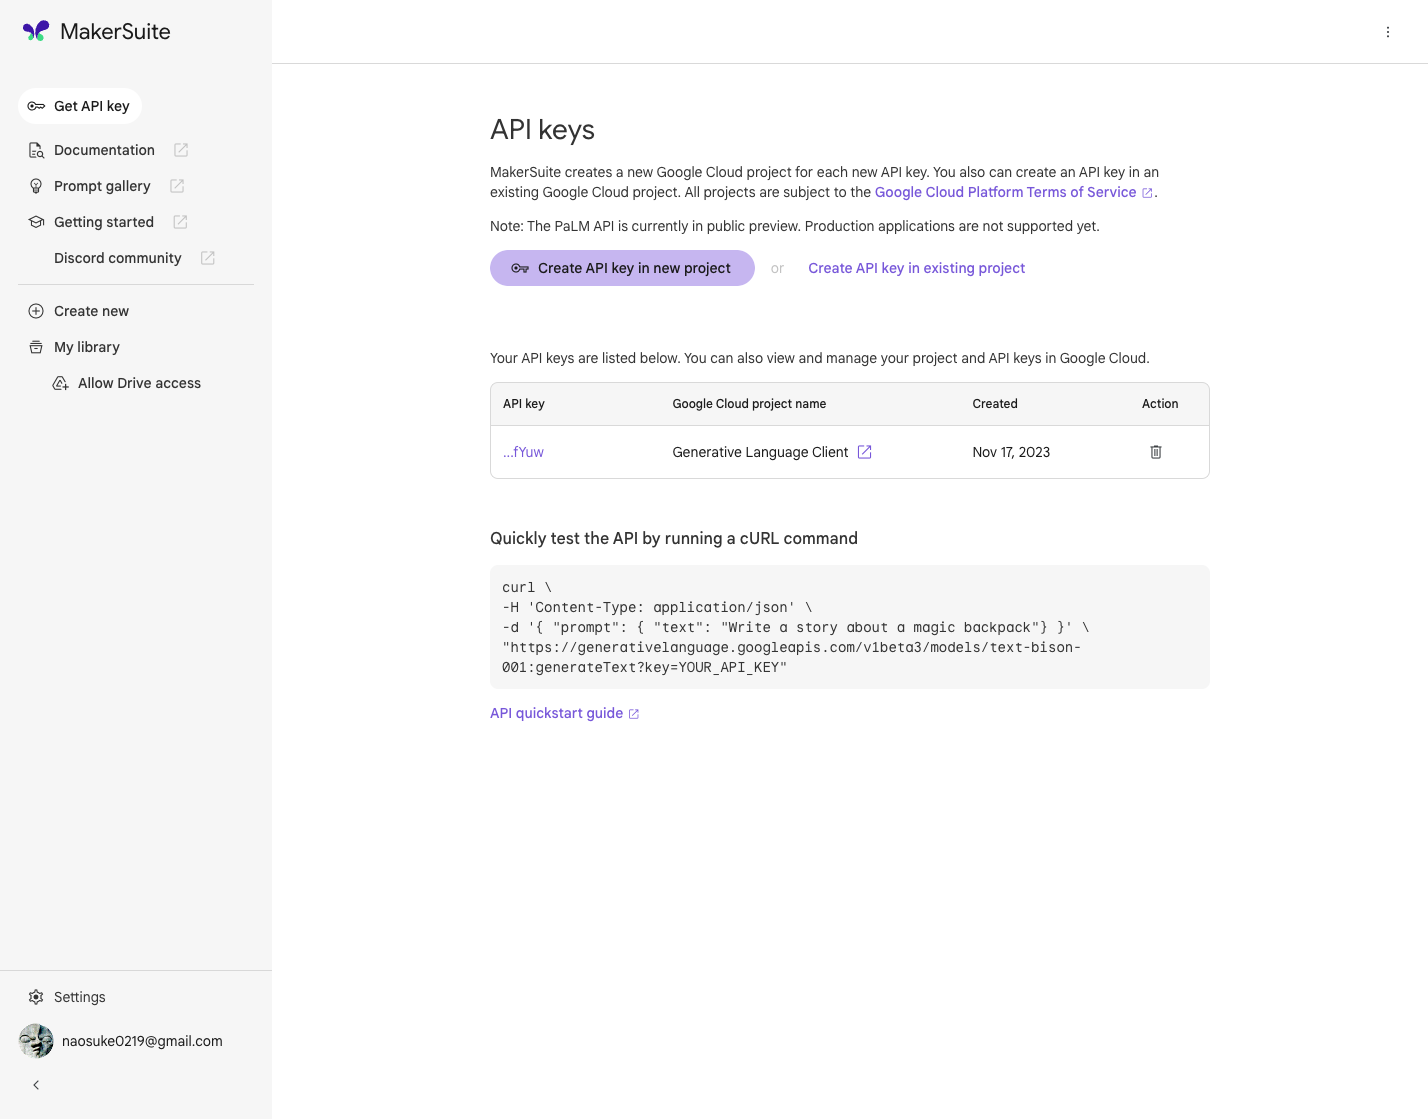 MakerSuite
Get API key
Documentation
Prompt gallery
Getting started
Discord community
Create new
My library
Allow Drive access
Settings
naosuke0219@gmail.com
API keys
MakerSuite creates a new Google Cloud project for each new API key. You also can create an API key in an
existing Google Cloud project. All projects are subject to the Google Cloud Platform Terms of Service.
Note: The PaLM API is currently in public preview. Production applications are not supported yet.
Create API key in new project or Create API key in existing project
Your API keys are listed below. You can also view and manage your project and API keys in Google Cloud.
API key Google Cloud project name Created Action
...fYuw Generative Language Client Nov 17, 2023
Quickly test the API by running a cURL command
curl \
-H 'Content-Type: application/json' \
-d '{ "prompt": { "text": "Write a story about a magic backpack"} }' \
"https://generativelanguage.googleapis.com/v1beta3/models/text-bison-
001:generateText?key=YOUR_API_KEY"
API quickstart guide